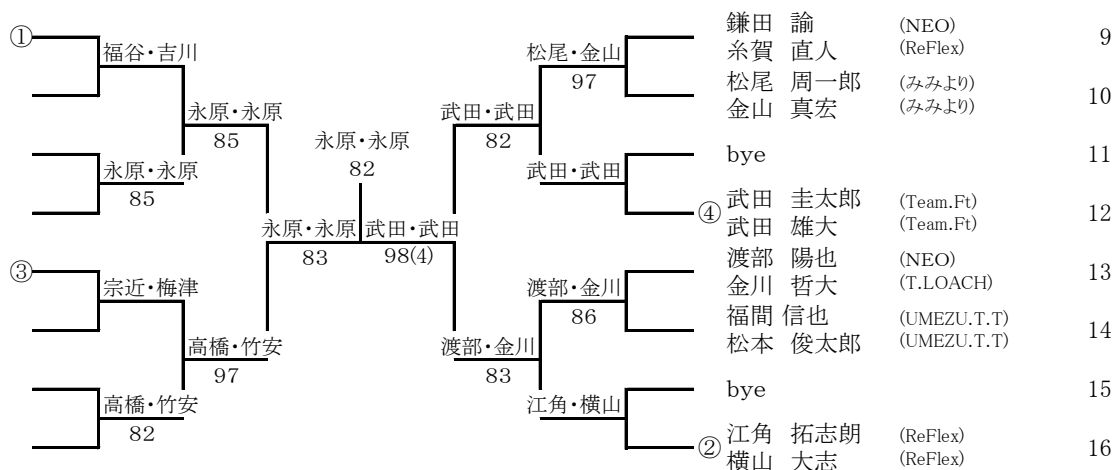 鎌田 諭 (NEO) 9
糸賀 直人 (ReFlex)
松尾 周一郎 (みみより) 10
金山 真宏 (みみより)
bye 11
④ 武田 圭太郎 (Team.Ft) 12
武田 雄大 (Team.Ft)
渡部 陽也 (NEO) 13
金川 哲大 (T.LOACH)
福間 信也 (UMEZU.T.T) 14
松本 俊太郎 (UMEZU.T.T)
bye 15
② 江角 拓志朗 (ReFlex) 16
横山 大志 (ReFlex)
①
福谷・吉川
永原・永原
85
永原・永原
85
③
宗近・梅津
高橋・竹安
97
高橋・竹安
82
永原・永原
83
永原・永原
82
武田・武田
98(4)
松尾・金山
97
武田・武田
82
武田・武田
渡部・金川
86
渡部・金川
83
江角・横山